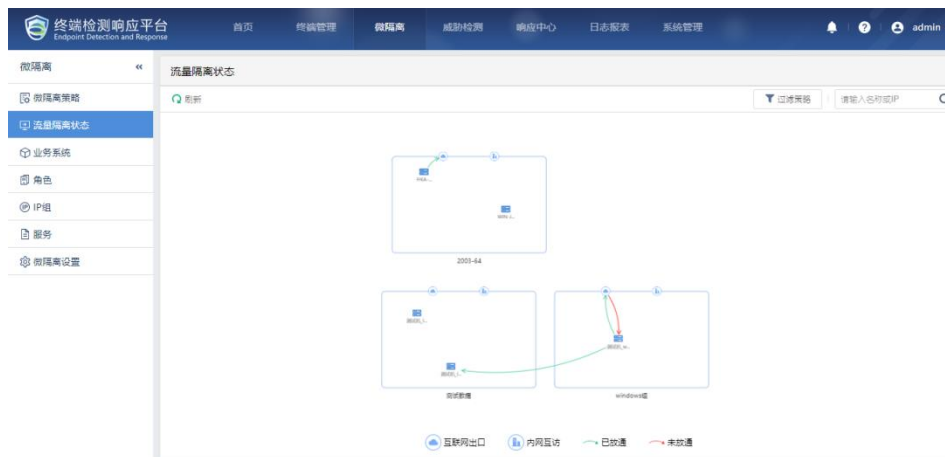 终端检测响应平台
Endpoint Detection and Response
首页 终端管理 微隔离 威胁检测 响应中心 日志报表 系统管理
admin
微隔离 «
流量隔离状态
微隔离策略
刷新
过滤策略
请输入名称或IP
流量隔离状态
业务系统
角色
IP组
服务
微隔离设置
2003-64
测试数据
windows组
互联网出口 内网互访 已放通 未放通